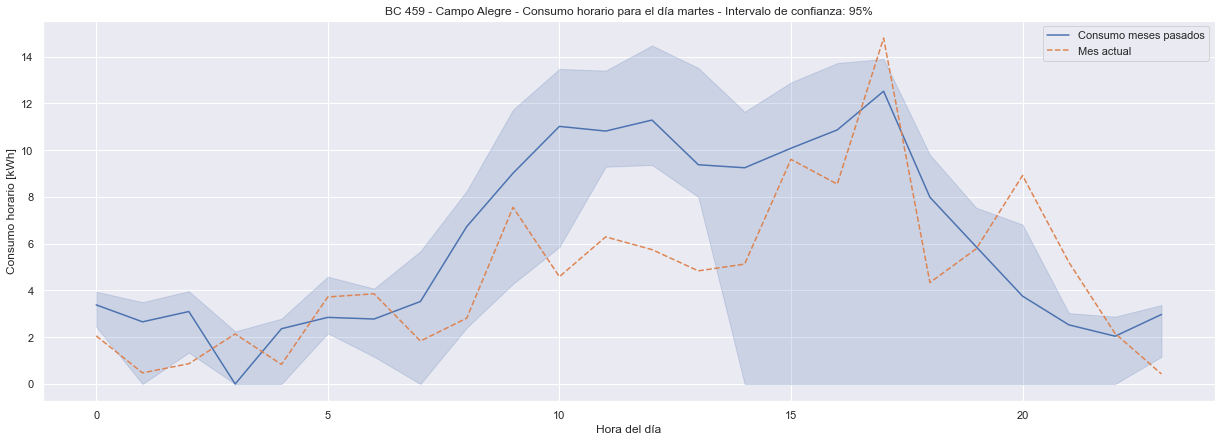 BC 459 - Campo Alegre - Consumo horario para el día martes - Intervalo de confianza: 95%
Consumo meses pasados
Mes actual
Consumo horario [kWh]
14
12
10
8
6
4
2
0
0 5 10 15 20
Hora del día